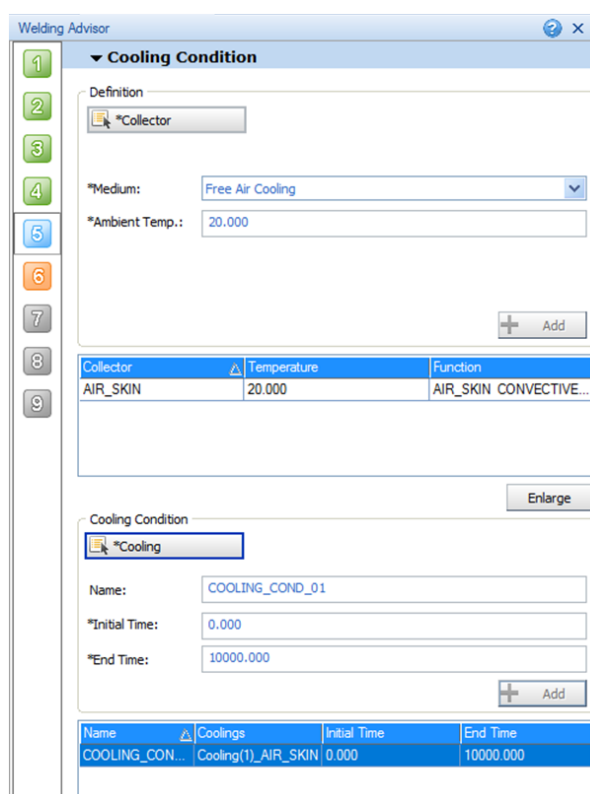 Welding Advisor
Cooling Condition
1
2
3
4
5
6
7
8
9
Definition
*Collector
*Medium: Free Air Cooling
*Ambient Temp.: 20.000
Add
Collector Temperature Function
AIR_SKIN 20.000 AIR_SKIN CONVECTIVE...
Enlarge
Cooling Condition
*Cooling
Name: COOLING_COND_01
*Initial Time: 0.000
*End Time: 10000.000
Add
Name Coolings Initial Time End Time
COOLING_CON... Cooling(1)_AIR_SKIN 0.000 10000.000